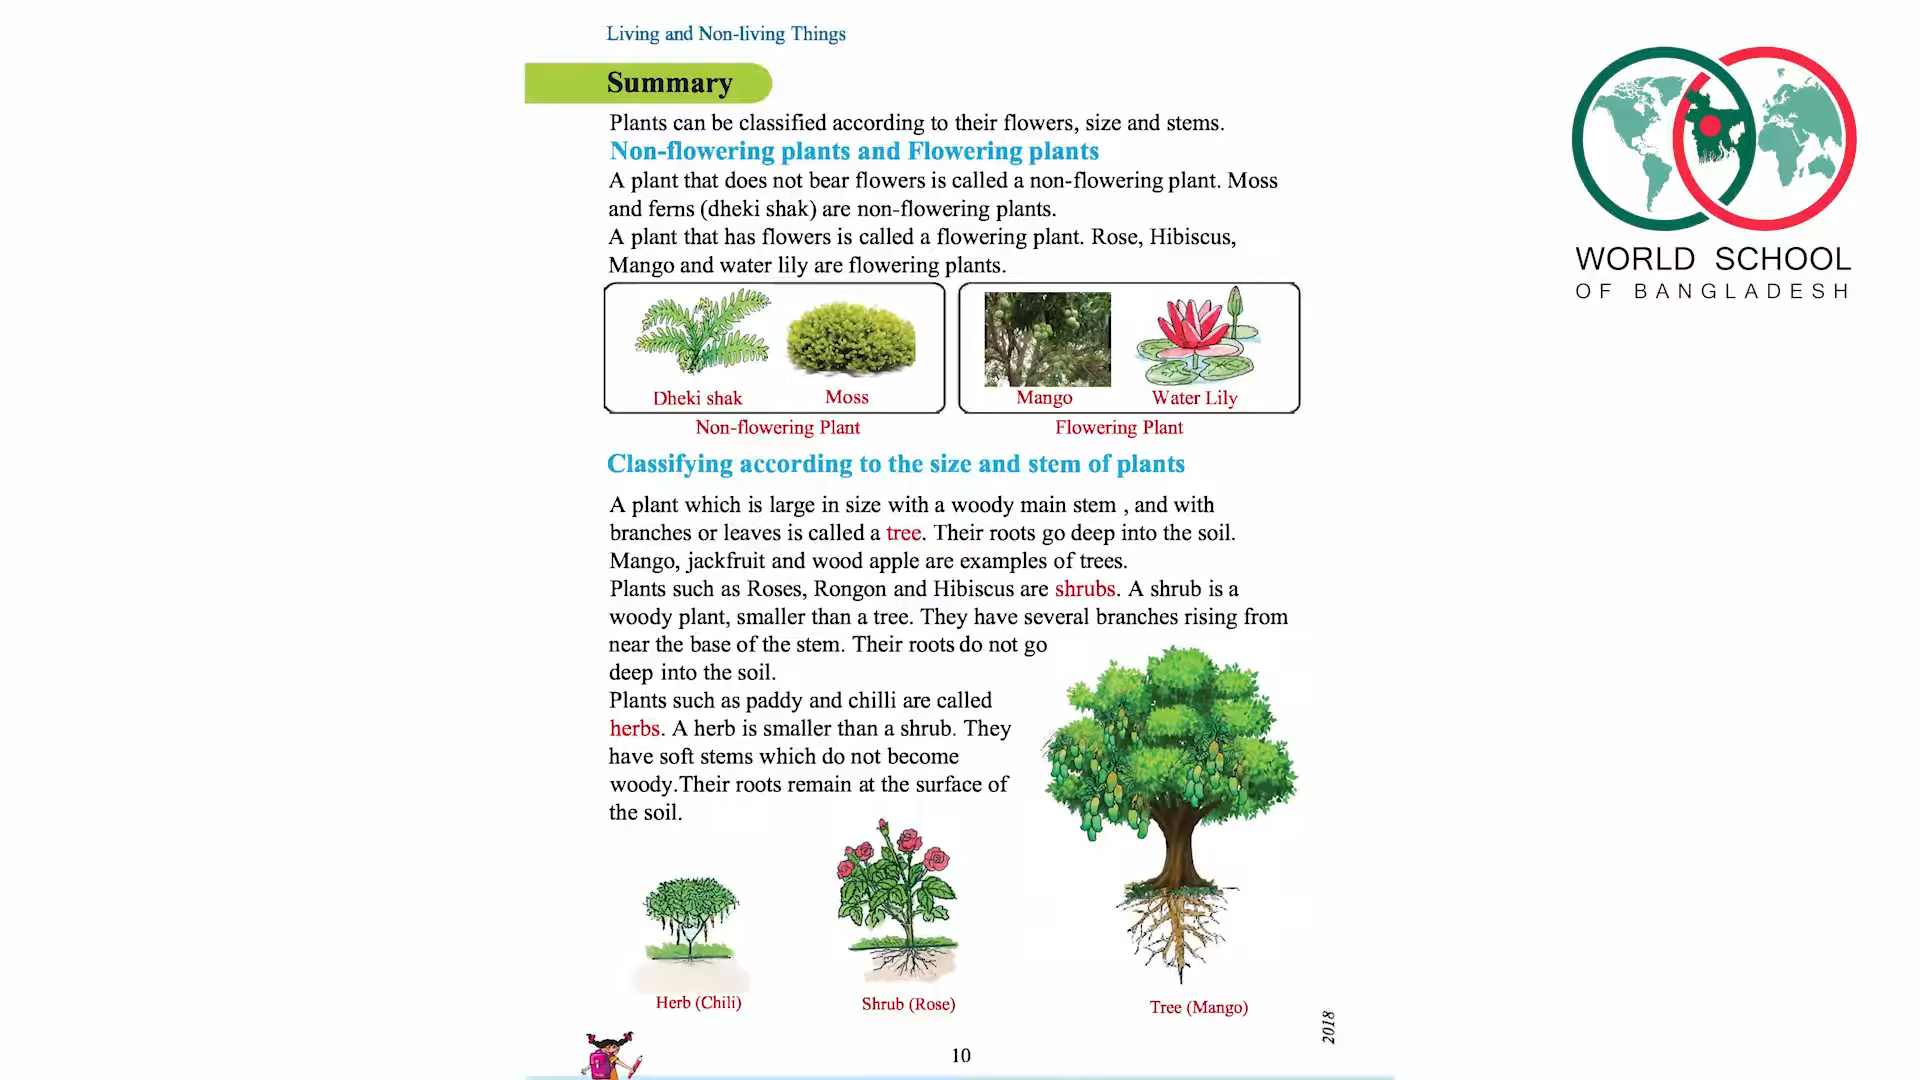 Living and Non-living Things
Summary
Plants can be classified according to their flowers, size and stems.
Non-flowering plants and Flowering plants
A plant that does not bear flowers is called a non-flowering plant. Moss
and ferns (dheki shak) are non-flowering plants.
A plant that has flowers is called a flowering plant. Rose, Hibiscus,
Mango and water lily are flowering plants.
Dheki shak
Moss
Mango
Water Lily
Non-flowering Plant
Flowering Plant
Classifying according to the size and stem of plants
A plant which is large in size with a woody main stem , and with
branches or leaves is called a tree. Their roots go deep into the soil.
Mango, jackfruit and wood apple are examples of trees.
Plants such as Roses, Rongon and Hibiscus are shrubs. A shrub is a
woody plant, smaller than a tree. They have several branches rising from
near the base of the stem. Their roots do not go
deep into the soil.
Plants such as paddy and chilli are called
herbs. A herb is smaller than a shrub. They
have soft stems which do not become
woody.Their roots remain at the surface of
the soil.
Herb (Chili)
Shrub (Rose)
Tree (Mango)
2018
10
WORLD SCHOOL
OF BANGLADESH